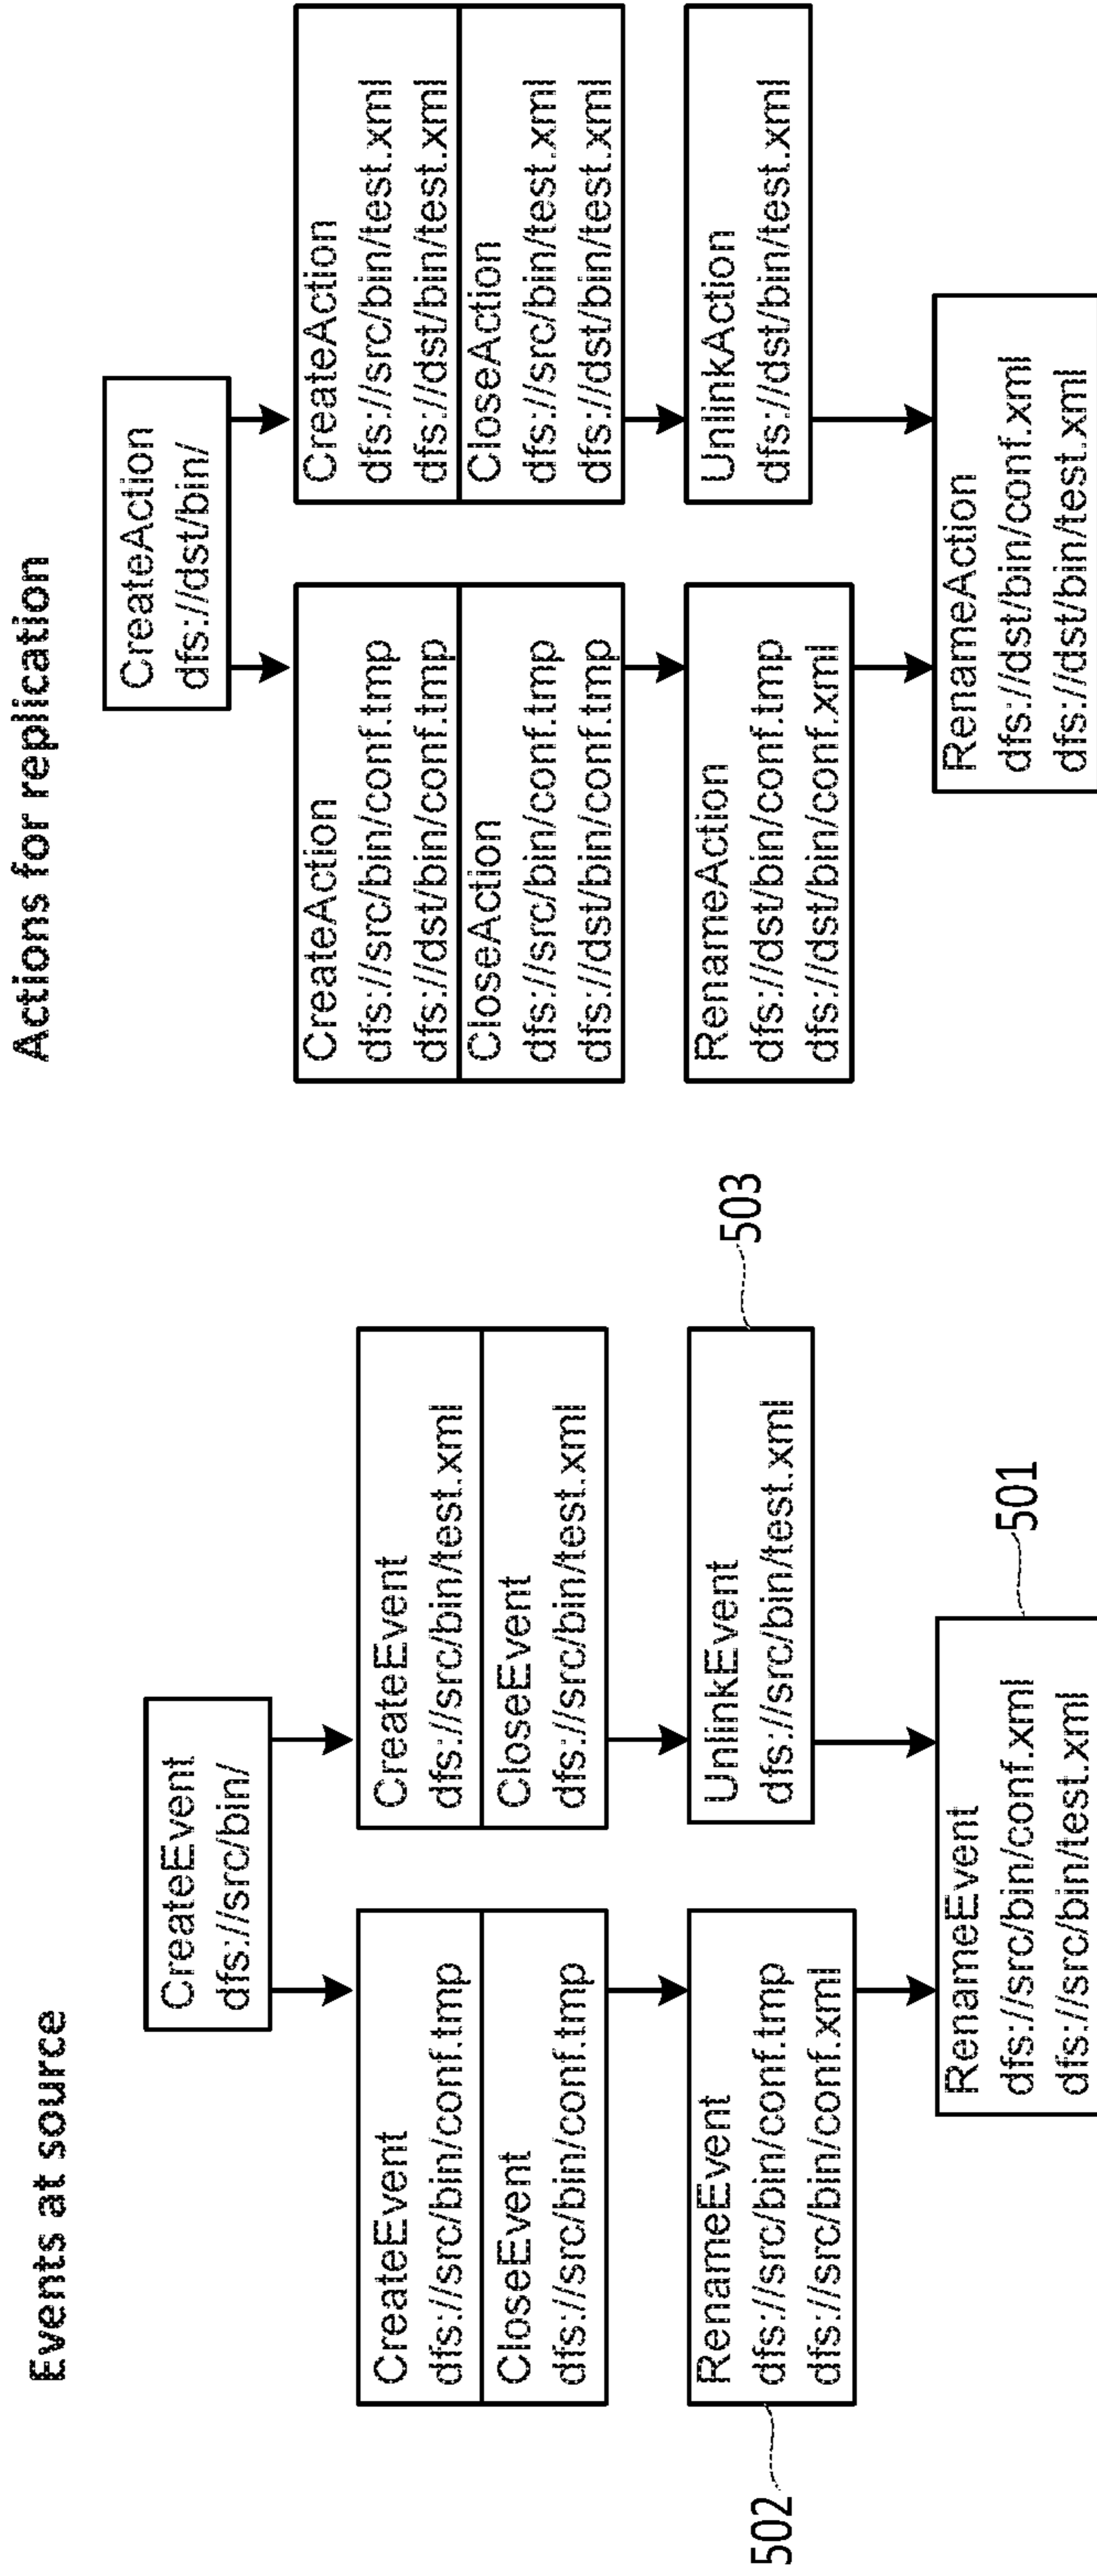 Events at source
CreateEvent
dfs://src/bin/
CreateEvent
dfs://src/bin/conf.tmp
CloseEvent
dfs://src/bin/conf.tmp
CreateEvent
dfs://src/bin/test.xml
CloseEvent
dfs://src/bin/test.xml
502
RenameEvent
dfs://src/bin/conf.tmp
dfs://src/bin/conf.xml
UnlinkEvent
dfs://src/bin/test.xml
503
RenameEvent
dfs://src/bin/conf.xml
dfs://src/bin/test.xml
501
Actions for replication
CreateAction
dfs://dst/bin/
CreateAction
dfs://src/bin/conf.tmp
dfs://dst/bin/conf.tmp
CloseAction
dfs://src/bin/conf.tmp
dfs://dst/bin/conf.tmp
CreateAction
dfs://src/bin/test.xml
dfs://dst/bin/test.xml
CloseAction
dfs://src/bin/test.xml
dfs://dst/bin/test.xml
RenameAction
dfs://dst/bin/conf.tmp
dfs://dst/bin/conf.xml
UnlinkAction
dfs://dst/bin/test.xml
RenameAction
dfs://dst/bin/conf.xml
dfs://dst/bin/test.xml